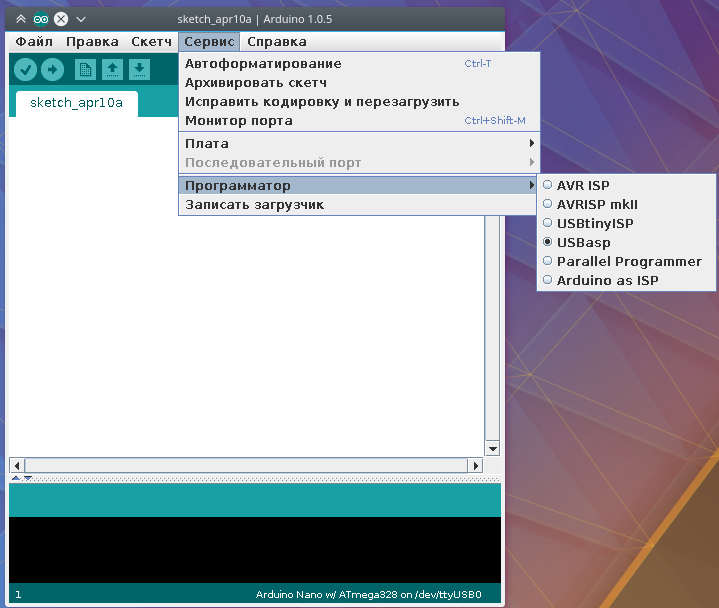 sketch_apr10a | Arduino 1.0.5
Файл Правка Скетч Сервис Справка
sketch_apr10a
Автоформатирование Ctrl-T
Архивировать скетч
Исправить кодировку и перезагрузить
Монитор порта Ctrl+Shift-M
Плата
Последовательный порт
Программатор
Записать загрузчик
AVR ISP
AVRISP mkII
USBtinyISP
USBasp
Parallel Programmer
Arduino as ISP
1 Arduino Nano w/ ATmega328 on /dev/ttyUSB0